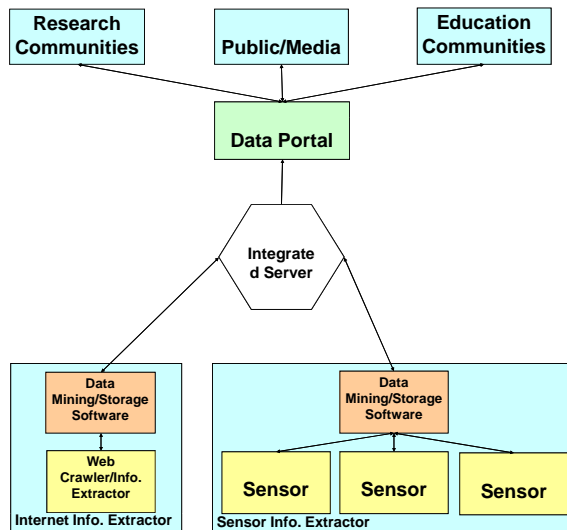 Research
Communities
Public/Media
Education
Communities
Data Portal
Integrate
d Server
Data
Mining/Storage
Software
Web
Crawler/Info.
Extractor
Internet Info. Extractor
Data
Mining/Storage
Software
Sensor
Sensor
Sensor
Sensor Info. Extractor